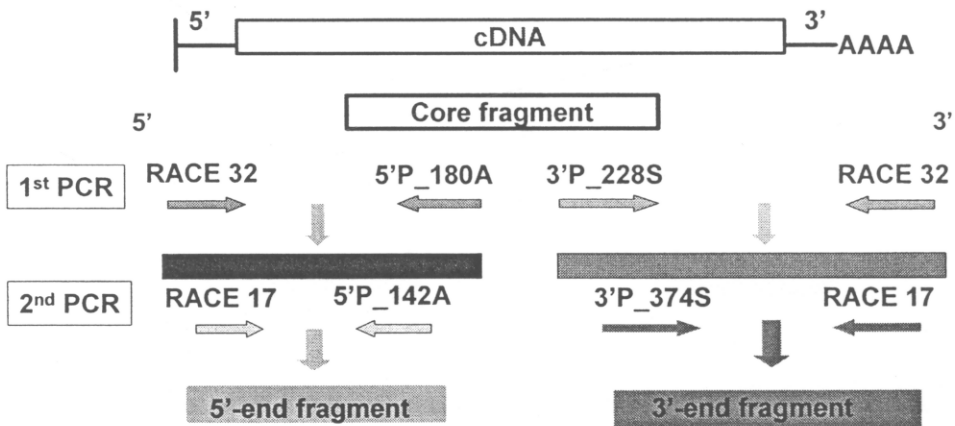 5’ 3’
cDNA
AAAA
Core fragment
5’ 3’
1st PCR
RACE 32 5’P_180A 3’P_228S RACE 32
2nd PCR
RACE 17 5’P_142A 3’P_374S RACE 17
5’-end fragment 3’-end fragment